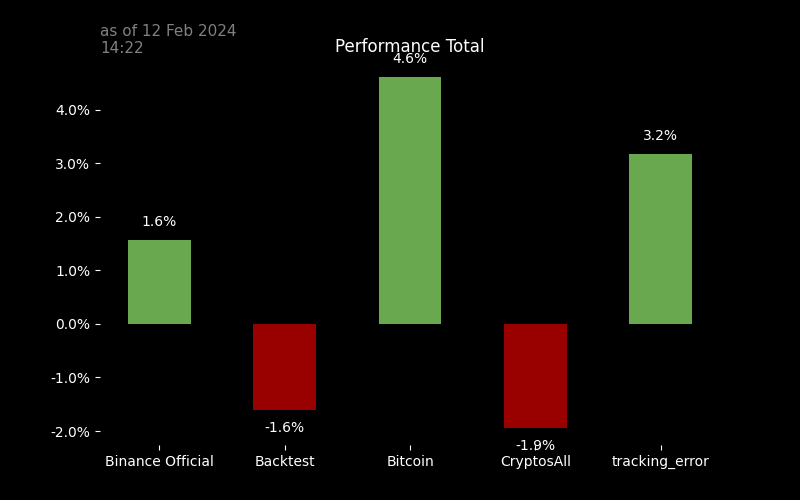 as of 12 Feb 2024
14:22
Performance Total
4.6%
4.0%
3.2%
3.0%
2.0%
1.6%
1.0%
0.0%
-1.0%
-1.6%
-2.0%
-1.9%
Binance Official
Backtest
Bitcoin
CryptosAll
tracking_error